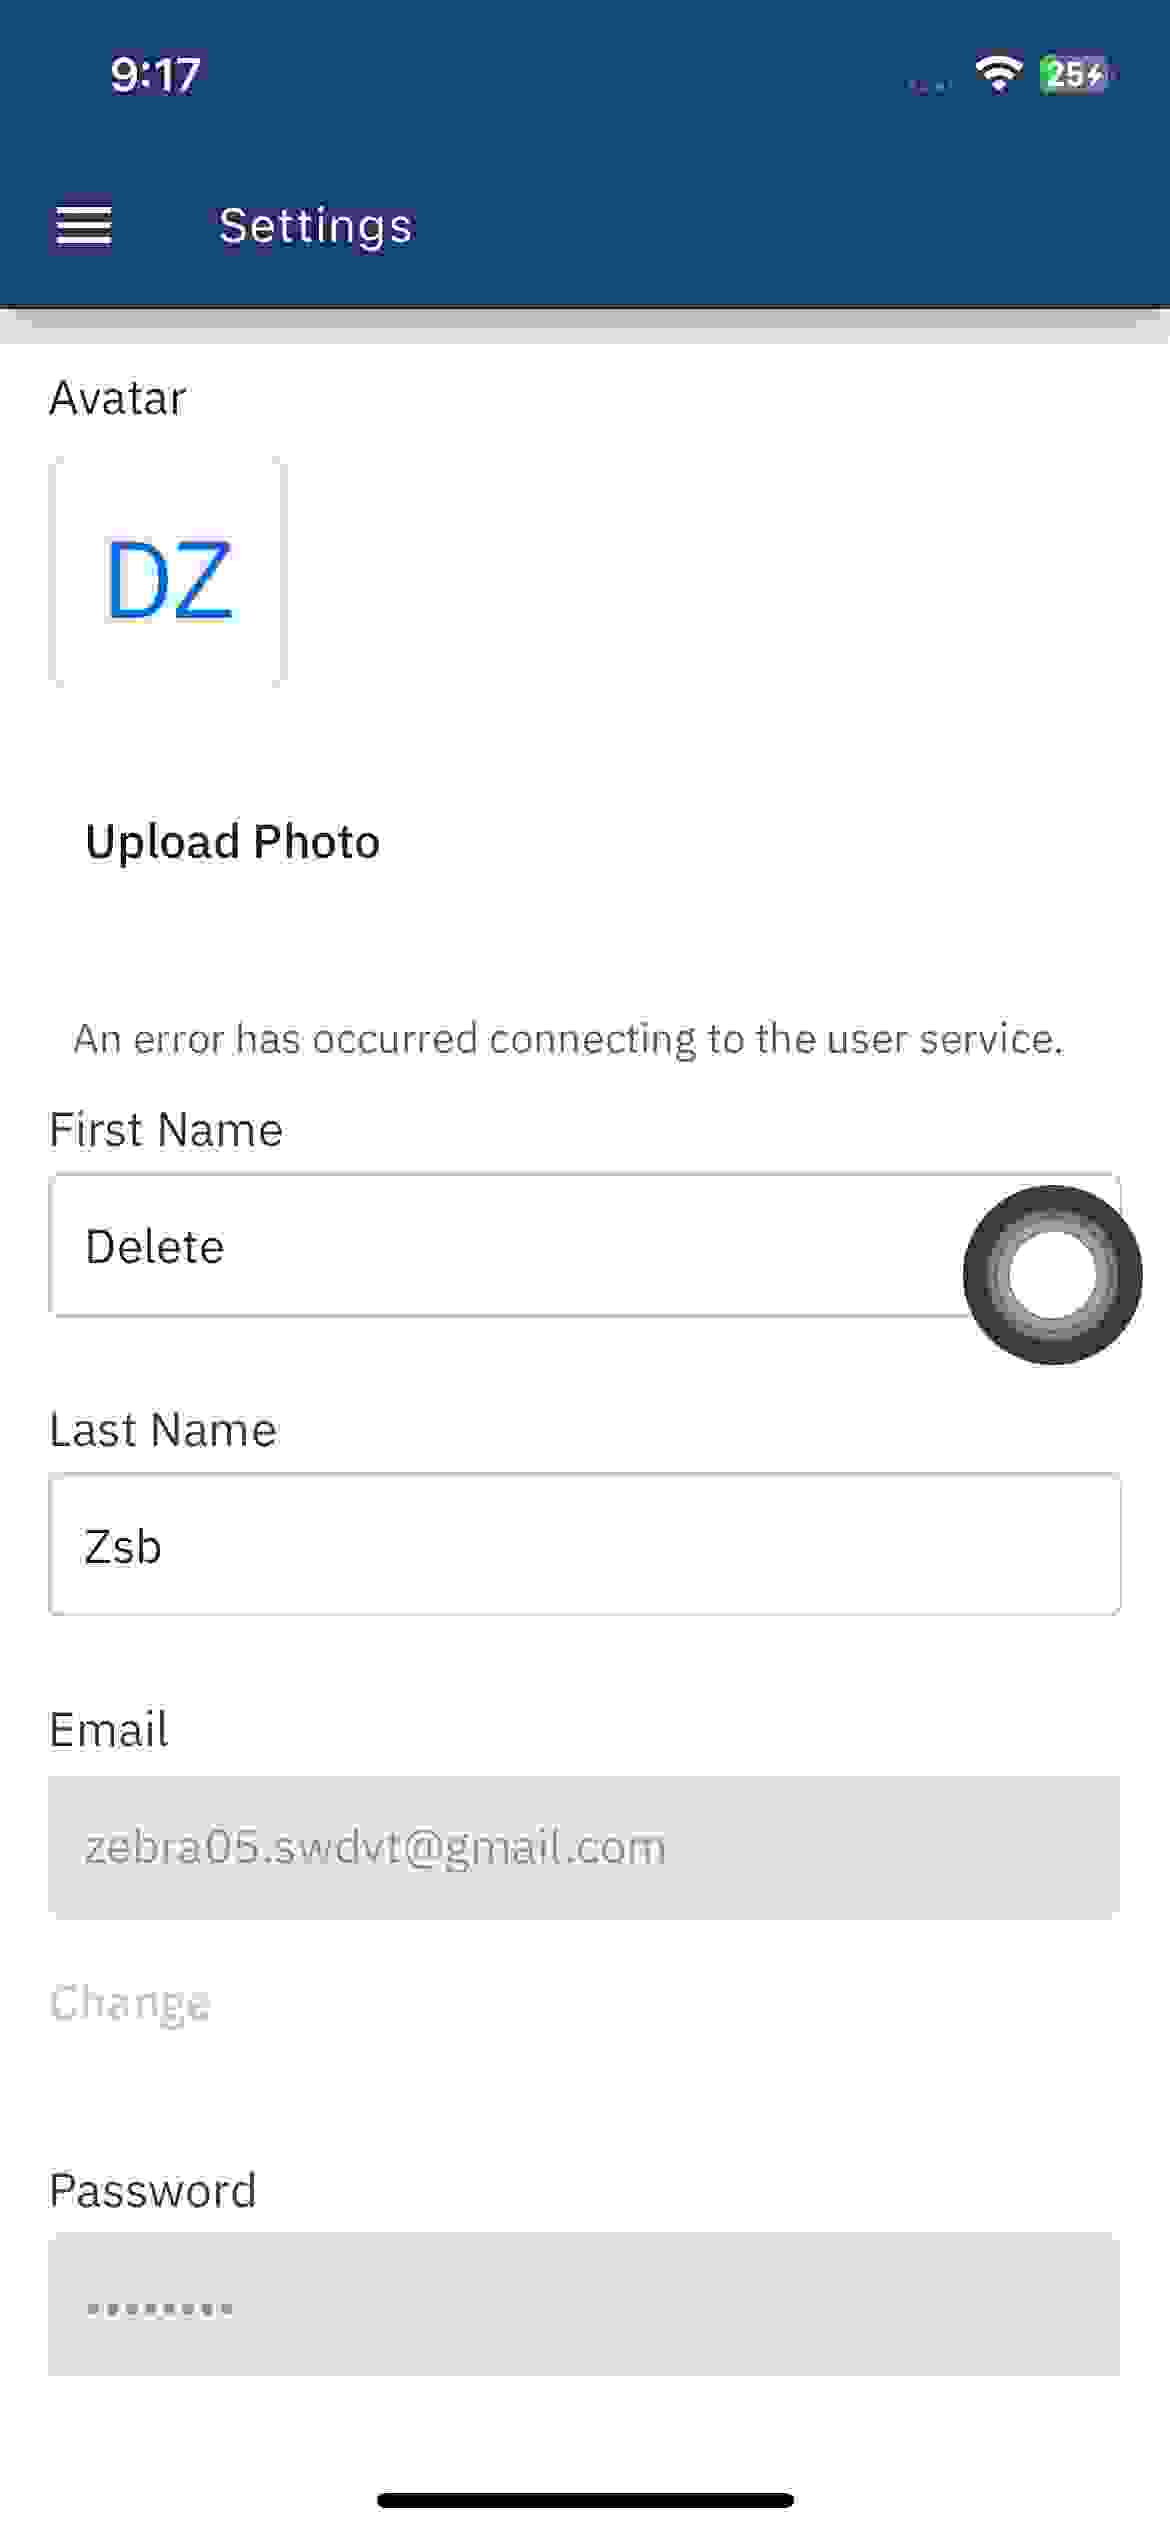 9:17
25
Settings
Avatar
DZ
Upload Photo
An error has occurred connecting to the user service.
First Name
Delete
Last Name
Zsb
Email
zebra05.swdvt@gmail.com
Change
Password
••••••••